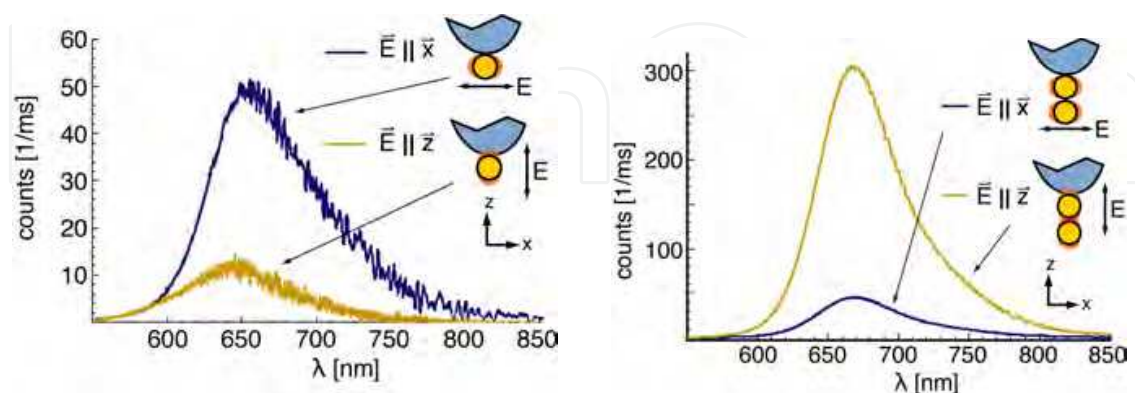 60
50
40
30
20
10
counts [1/ms]
E || x
E || z
E
E
z
x
600 650 700 750 800 850
λ [nm]
300
200
100
counts [1/ms]
E || x
E || z
E
E
z
x
600 650 700 750 800 850
λ [nm]